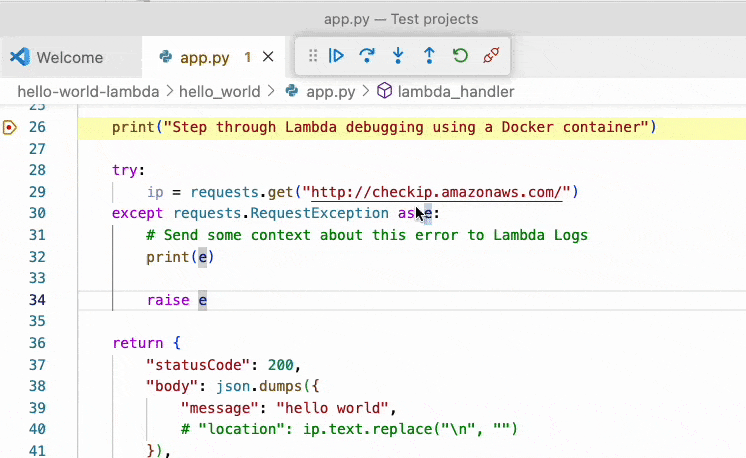 app.py — Test projects
Welcome
app.py 1
hello-world-lambda > hello_world > app.py > lambda_handler
25
26 print("Step through Lambda debugging using a Docker container")
27
28 try:
29 ip = requests.get("http://checkip.amazonaws.com/")
30 except requests.RequestException as e:
31 # Send some context about this error to Lambda Logs
32 print(e)
33
34 raise e
35
36 return {
37 "statusCode": 200,
38 "body": json.dumps({
39 "message": "hello world",
40 # "location": ip.text.replace("\n", "")
41 }),